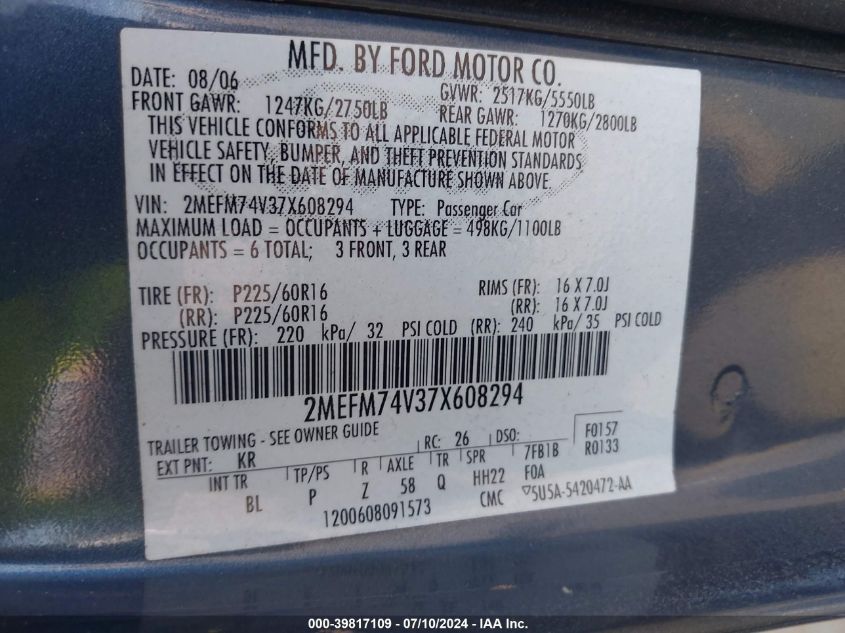 MFD. BY FORD MOTOR CO.
DATE: 08/06 GVWR: 2517KG/5550LB
FRONT GAWR: 1247KG/2750LB REAR GAWR: 1270KG/2800LB
THIS VEHICLE CONFORMS TO ALL APPLICABLE FEDERAL MOTOR
VEHICLE SAFETY, BUMPER, AND THEFT PREVENTION STANDARDS
IN EFFECT ON THE DATE OF MANUFACTURE SHOWN ABOVE.
VIN: 2MEFM74V37X608294 TYPE: Passenger Car
MAXIMUM LOAD = OCCUPANTS + LUGGAGE = 498KG/1100LB
OCCUPANTS = 6 TOTAL; 3 FRONT, 3 REAR
TIRE (FR): P225/60R16 RIMS (FR): 16 X 7.0J
(RR): P225/60R16 (RR): 16 X 7.0J
PRESSURE (FR): 220 kPa/ 32 PSI COLD (RR): 240 kPa/ 35 PSI COLD
2MEFM74V37X608294
TRAILER TOWING - SEE OWNER GUIDE RC: 26 DSO: F0157
EXT PNT: KR R0133
INT TR TP/PS R AXLE TR SPR 7FB1B
BL P Z 58 Q HH22 FOA
1200608091573 CMC 5U5A-5420472-AA
000-39817109 - 07/10/2024 - IAA Inc.